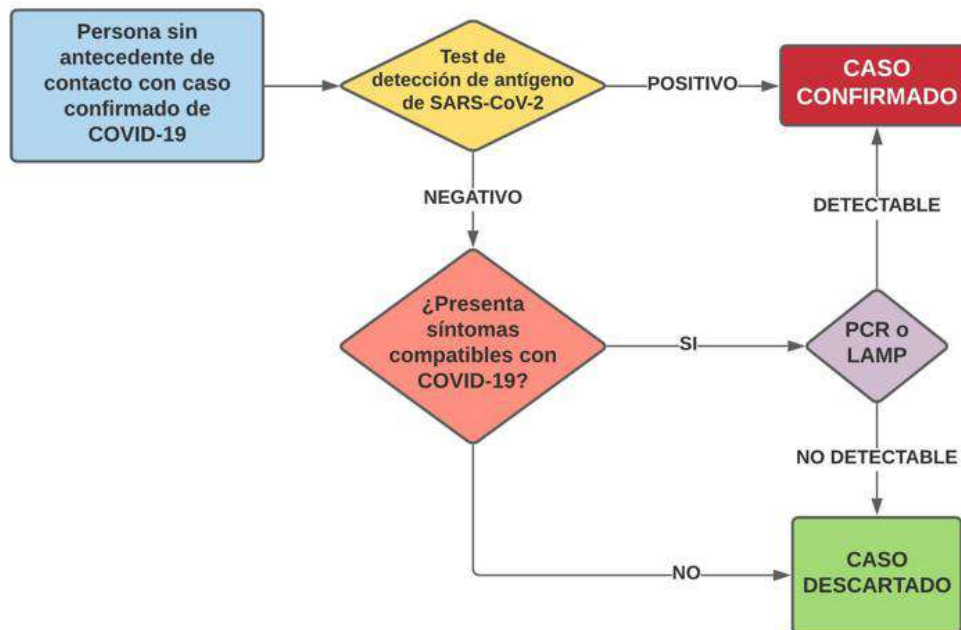 Persona sin
antecedente de
contacto con caso
confirmado de
COVID-19
Test de
detección de antígeno
de SARS-CoV-2
POSITIVO
CASO
CONFIRMADO
NEGATIVO
DETECTABLE
¿Presenta
síntomas
compatibles con
COVID-19?
SI
PCR o
LAMP
NO DETECTABLE
NO
CASO
DESCARTADO